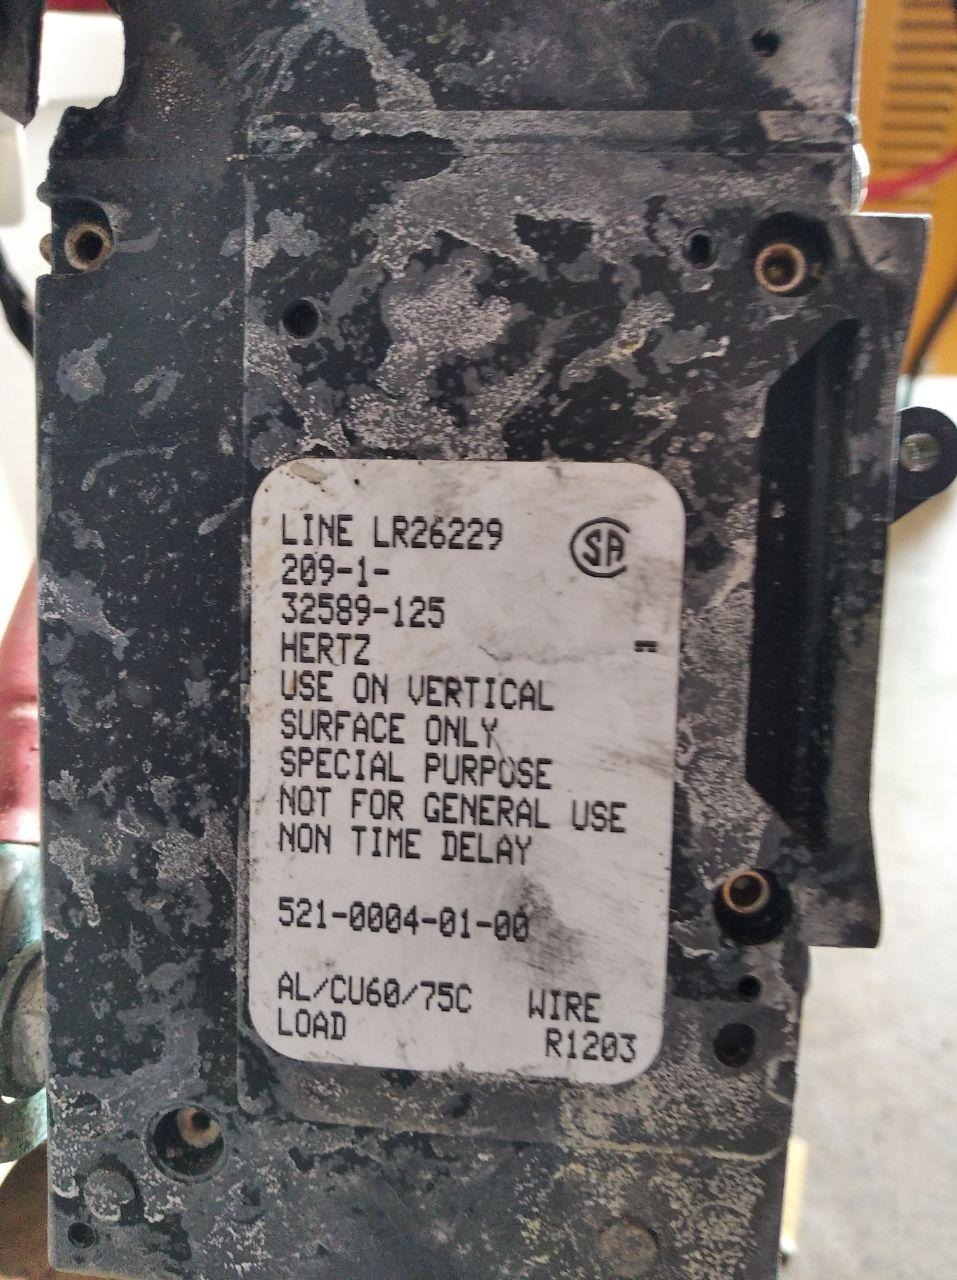 LINE LR26229
SA
209-1-
32589-125
HERTZ
USE ON VERTICAL
SURFACE ONLY
SPECIAL PURPOSE
NOT FOR GENERAL USE
NON TIME DELAY
521-0004-01-00
AL/CU60/75C WIRE
LOAD R1203